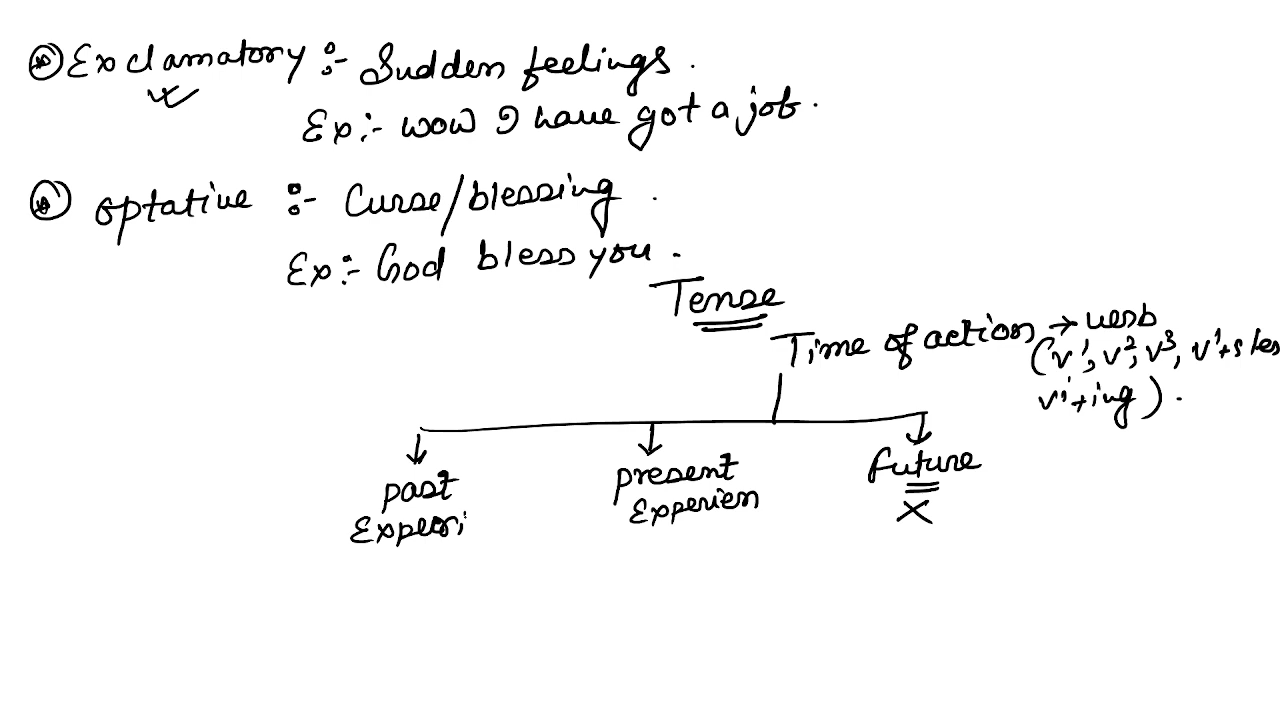 Exclamatory :- Sudden feelings.
Ex:- wow I have got a job.
optative :- Curse/blessing.
Ex:- God bless you.
Tense
Time of action → verb
(v¹, v², v³, v¹+s/es
v¹+ing).
past present future
Experi Experien X